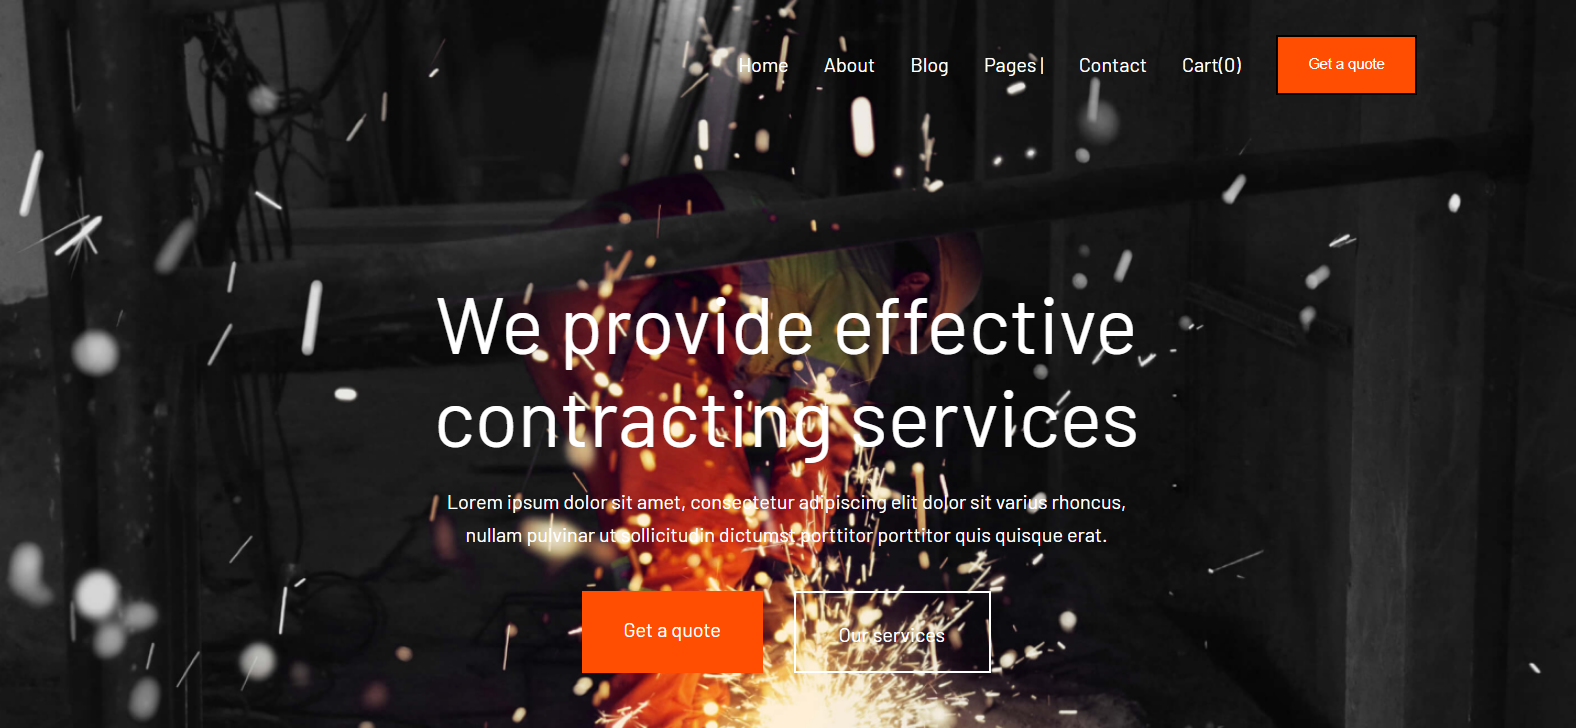 Home About Blog Pages | Contact Cart(0) Get a quote
We provide effective
contracting services
Lorem ipsum dolor sit amet, consectetur adipiscing elit dolor sit varius rhoncus,
nullam pulvinar ut sollicitudin dictumst porttitor porttitor quis quisque erat.
Get a quote Our services